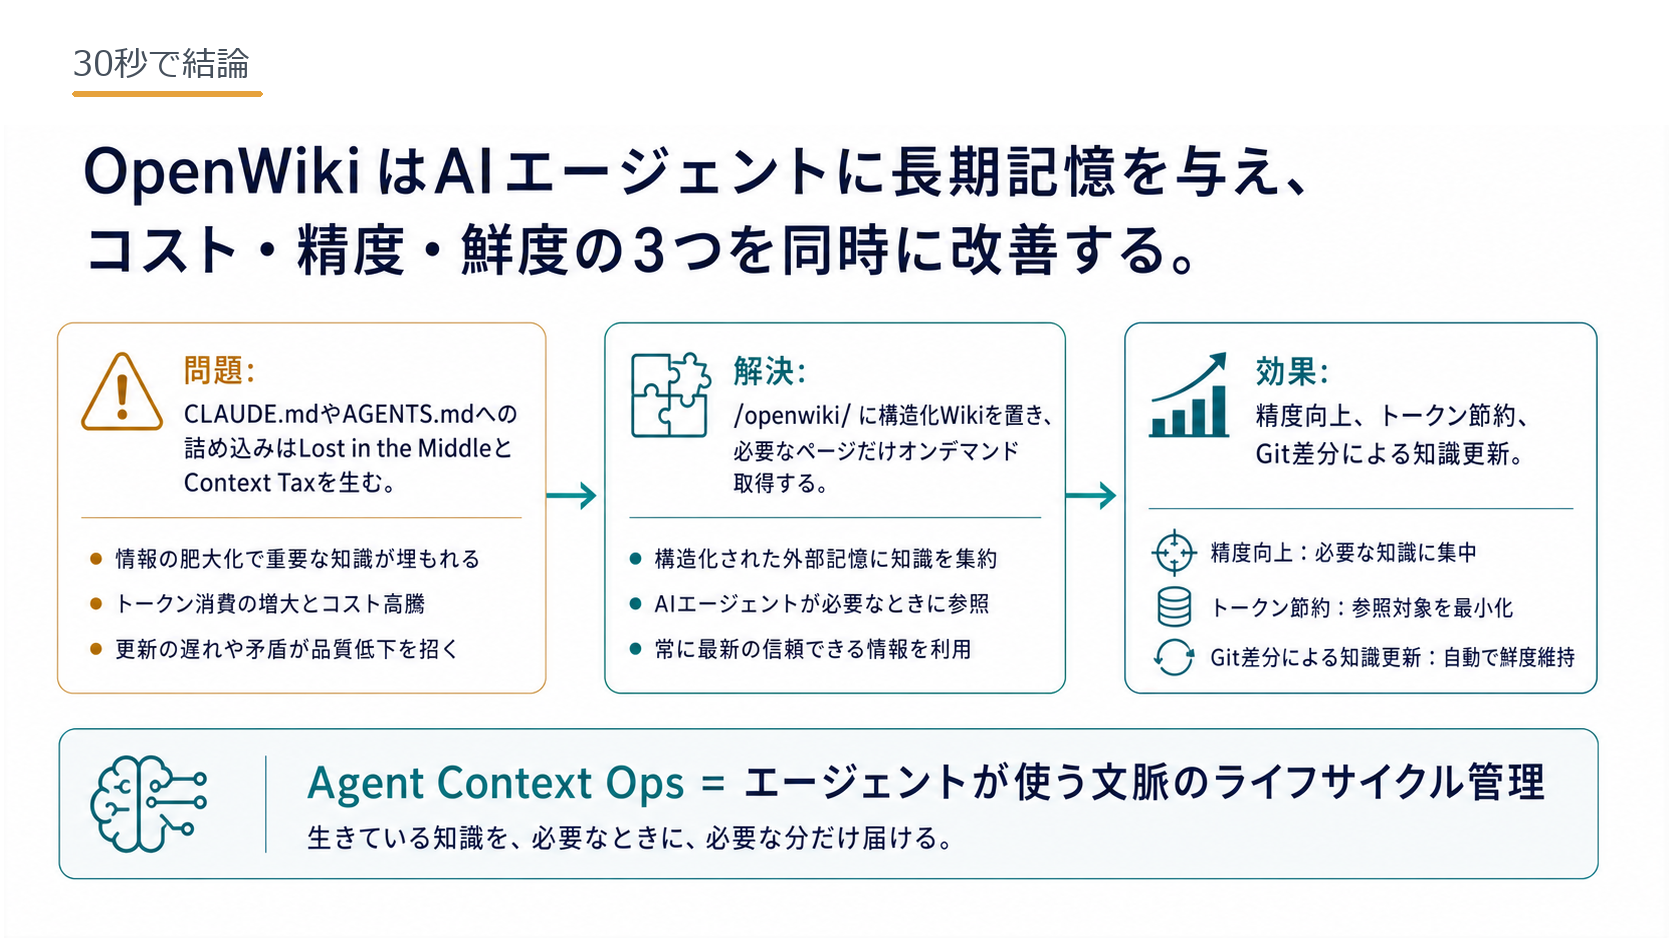 30秒で結論
OpenWiki はAIエージェントに長期記憶を与え、
コスト・精度・鮮度の3つを同時に改善する。
問題:
CLAUDE.mdやAGENTS.mdへの
詰め込みはLost in the Middleと
Context Taxを生む。
情報の肥大化で重要な知識が埋もれる
トークン消費の増大とコスト高騰
更新の遅れや矛盾が品質低下を招く
解決:
/openwiki/ に構造化Wikiを置き、
必要なページだけオンデマンド
取得する。
構造化された外部記憶に知識を集約
AIエージェントが必要なときに参照
常に最新の信頼できる情報を利用
効果:
精度向上、トークン節約、
Git差分による知識更新。
精度向上：必要な知識に集中
トークン節約：参照対象を最小化
Git差分による知識更新：自動で鮮度維持
Agent Context Ops = エージェントが使う文脈のライフサイクル管理
生きている知識を、必要なときに、必要な分だけ届ける。